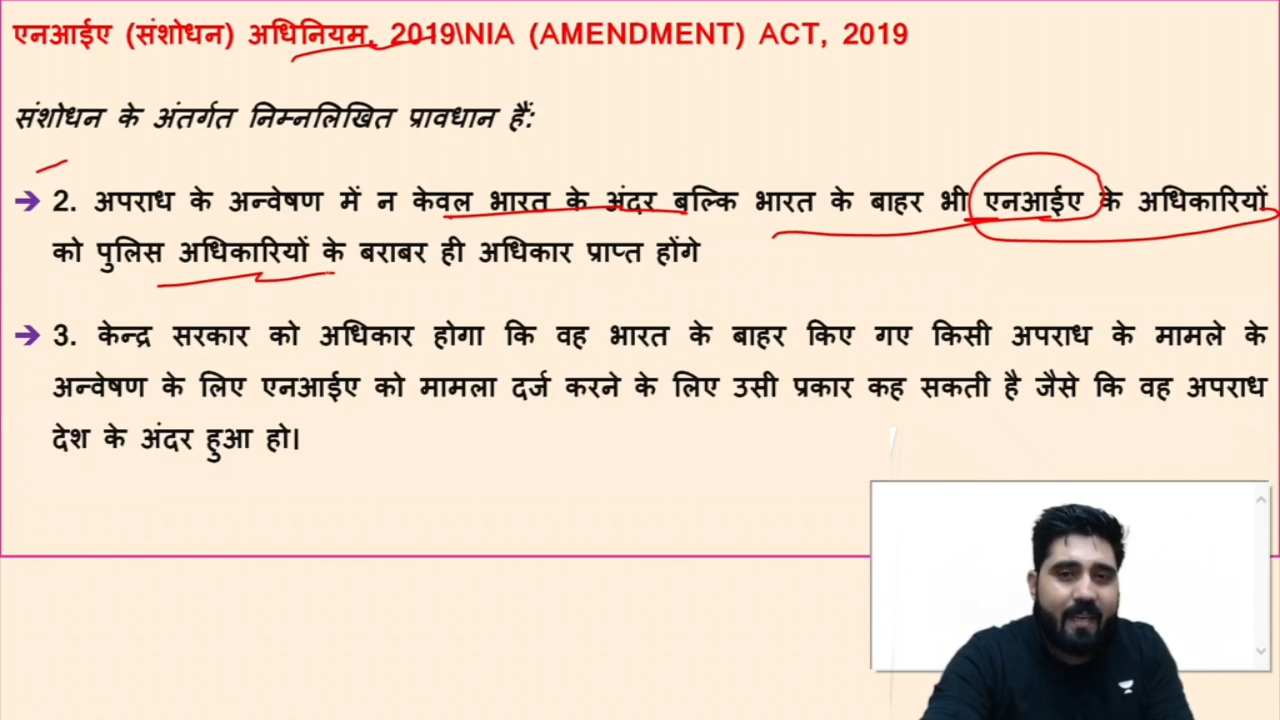 एनआईए (संशोधन) अधिनियम, 2019\NIA (AMENDMENT) ACT, 2019
संशोधन के अंतर्गत निम्नलिखित प्रावधान हैं:
➔ 2. अपराध के अन्वेषण में न केवल भारत के अंदर बल्कि भारत के बाहर भी एनआईए के अधिकारियों
को पुलिस अधिकारियों के बराबर ही अधिकार प्राप्त होंगे
➔ 3. केन्द्र सरकार को अधिकार होगा कि वह भारत के बाहर किए गए किसी अपराध के मामले के
अन्वेषण के लिए एनआईए को मामला दर्ज करने के लिए उसी प्रकार कह सकती है जैसे कि वह अपराध
देश के अंदर हुआ हो।